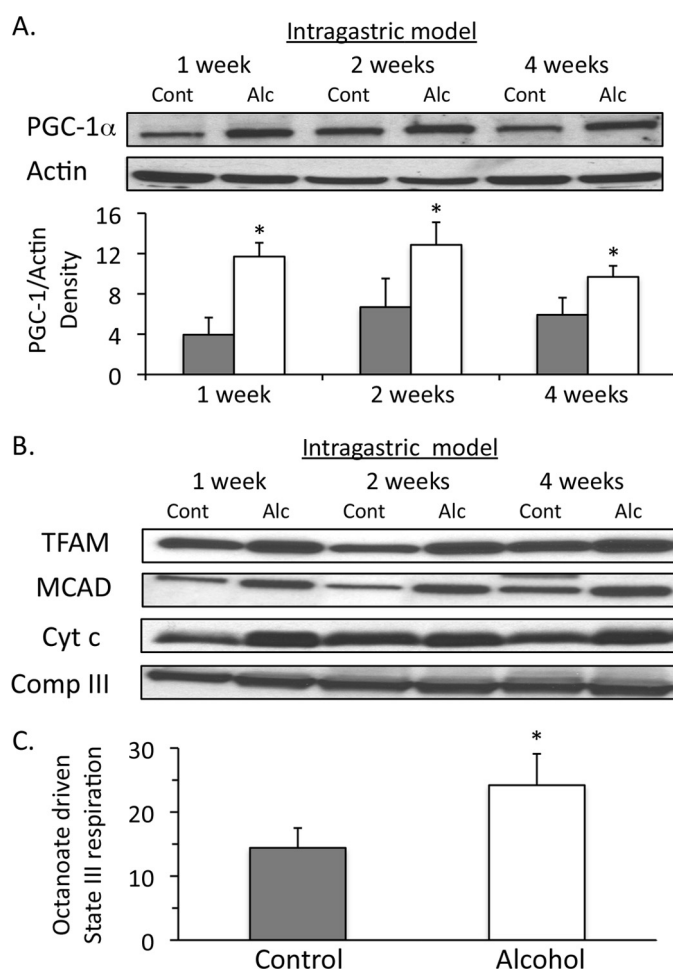 A.
Intragastric model
1 week 2 weeks 4 weeks
Cont Alc Cont Alc Cont Alc
PGC-1α
Actin
PGC-1/Actin
Density
16
12
8
4
0
* * *
1 week 2 weeks 4 weeks
B.
Intragastric model
1 week 2 weeks 4 weeks
Cont Alc Cont Alc Cont Alc
TFAM
MCAD
Cyt c
Comp III
C.
Octanoate driven
State III respiration
30
20
10
0
*
Control Alcohol